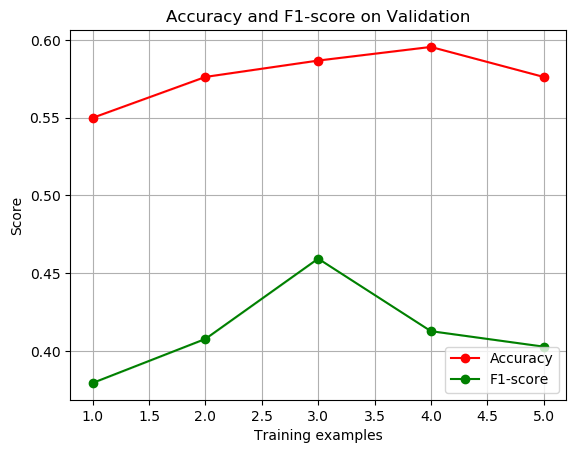 Accuracy and F1-score on Validation
0.60
0.55
0.50
0.45
0.40
Score
1.0 1.5 2.0 2.5 3.0 3.5 4.0 4.5 5.0
Training examples
Accuracy
F1-score